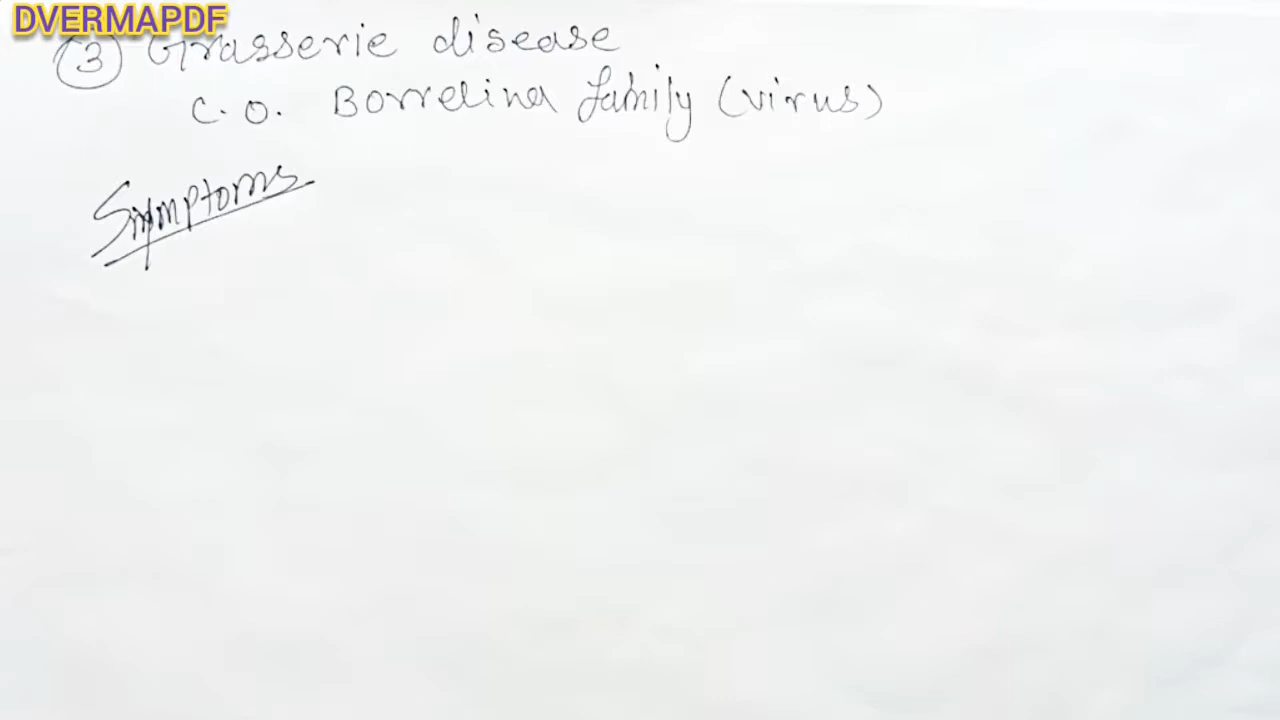 DVERMAPDF
(3) Grasserie disease
C.O. Borrelina family (virus)
Symptoms